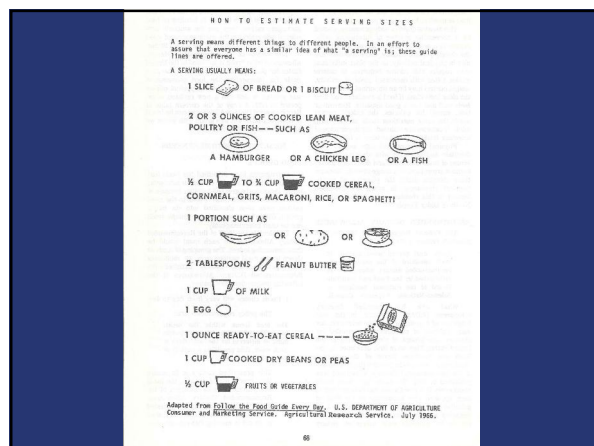 HOW TO ESTIMATE SERVING SIZES
A serving means different things to different people. In an effort to
assure that everyone has a similar idea of what "a serving" is; these guide
lines are offered.
A SERVING USUALLY MEANS:
1 SLICE OF BREAD OR 1 BISCUIT
2 OR 3 OUNCES OF COOKED LEAN MEAT,
POULTRY OR FISH——SUCH AS
A HAMBURGER OR A CHICKEN LEG OR A FISH
½ CUP TO ¾ CUP COOKED CEREAL,
CORNMEAL, GRITS, MACARONI, RICE, OR SPAGHETTI
1 PORTION SUCH AS
OR OR
2 TABLESPOONS PEANUT BUTTER
1 CUP OF MILK
1 EGG
1 OUNCE READY-TO-EAT CEREAL ————
1 CUP COOKED DRY BEANS OR PEAS
½ CUP FRUITS OR VEGETABLES
Adapted from Follow the Food Guide Every Day. U.S. DEPARTMENT OF AGRICULTURE
Consumer and Marketing Service. Agricultural Research Service. July 1966.
66